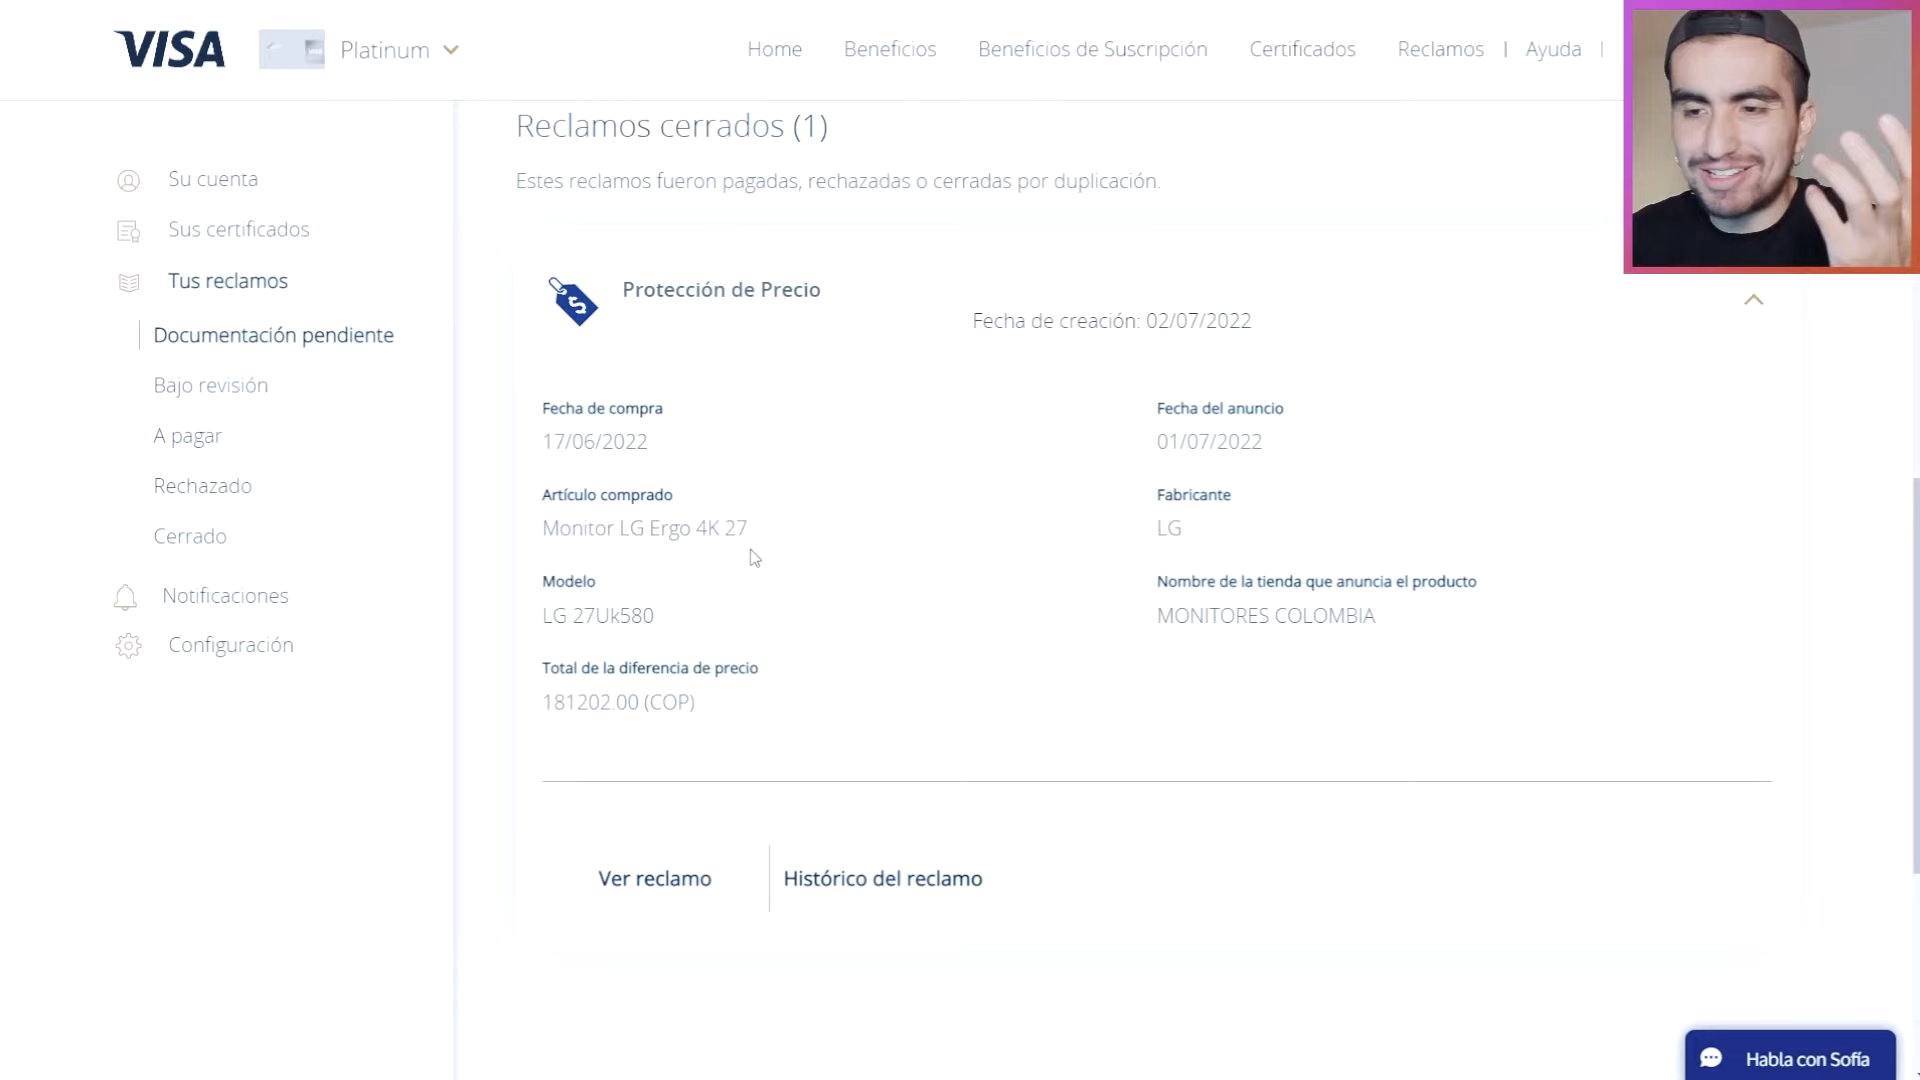 VISA
Platinum
Home
Beneficios
Beneficios de Suscripción
Certificados
Reclamos
Ayuda
Su cuenta
Sus certificados
Tus reclamos
Documentación pendiente
Bajo revisión
A pagar
Rechazado
Cerrado
Notificaciones
Configuración
Reclamos cerrados (1)
Estes reclamos fueron pagadas, rechazadas o cerradas por duplicación.
Protección de Precio
Fecha de creación: 02/07/2022
Fecha de compra
17/06/2022
Fecha del anuncio
01/07/2022
Artículo comprado
Monitor LG Ergo 4K 27
Fabricante
LG
Modelo
LG 27Uk580
Nombre de la tienda que anuncia el producto
MONITORES COLOMBIA
Total de la diferencia de precio
181202.00 (COP)
Ver reclamo
Histórico del reclamo
Habla con Sofía